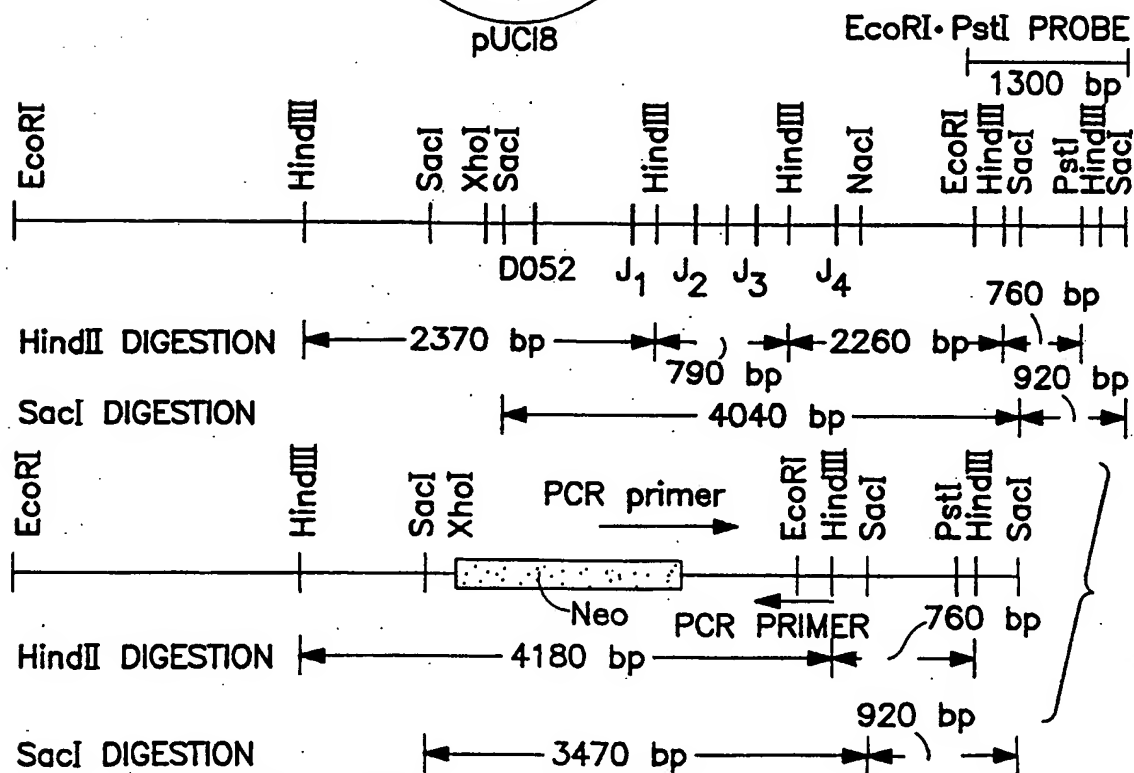 pUC18
EcoRI·PstI PROBE
1300 bp
EcoRI
HindIII
SacI
XhoI
SacI
HindIII
HindIII
NacI
EcoRI
HindIII
SacI
PstI
HindIII
SacI
D052
J1
J2
J3
J4
HindII DIGESTION
2370 bp
790 bp
2260 bp
760 bp
SacI DIGESTION
4040 bp
920 bp
EcoRI
HindIII
SacI
XhoI
PCR primer
EcoRI
HindIII
SacI
PstI
HindIII
SacI
Neo
PCR PRIMER
HindII DIGESTION
4180 bp
760 bp
SacI DIGESTION
3470 bp
920 bp